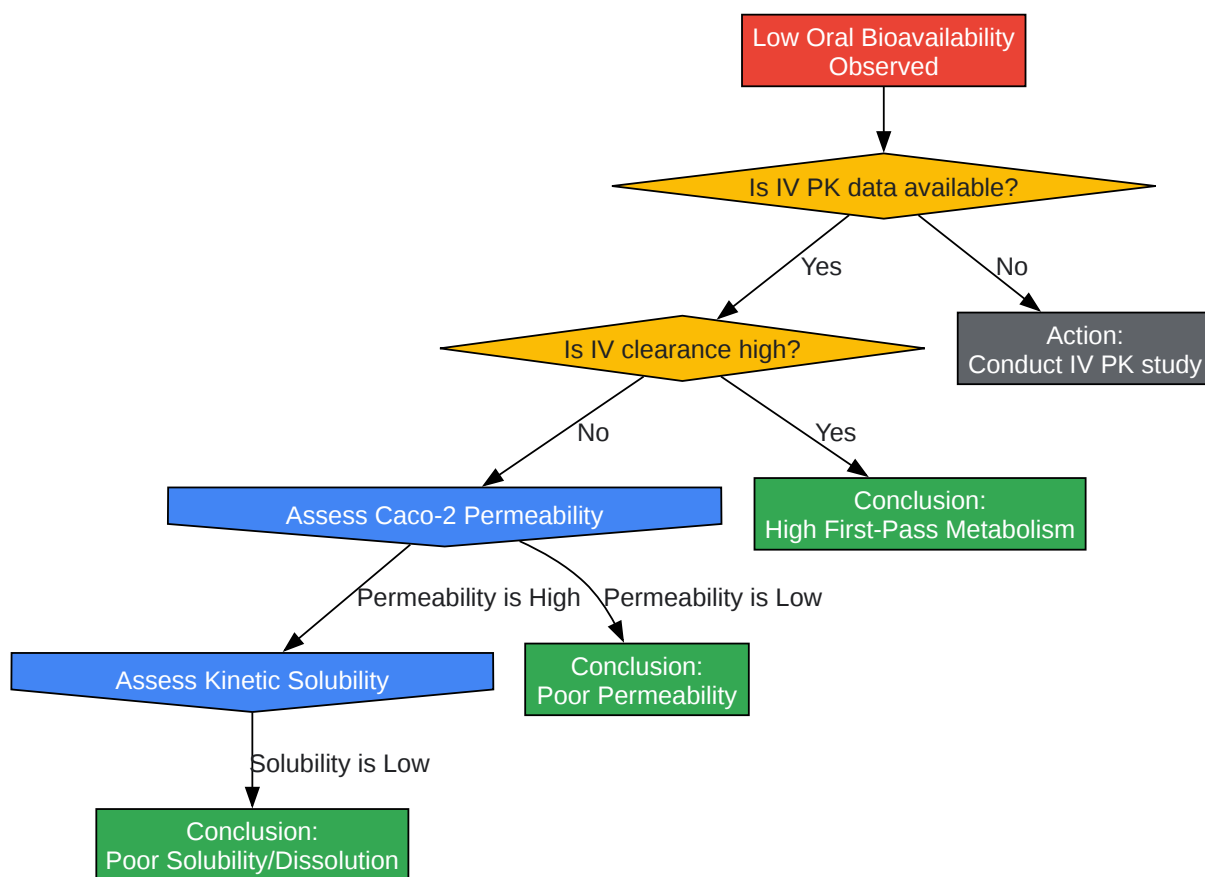 Low Oral Bioavailability
Observed
Is IV PK data available?
Yes
No
Is IV clearance high?
Action:
Conduct IV PK study
No
Yes
Assess Caco-2 Permeability
Conclusion:
High First-Pass Metabolism
Permeability is High
Permeability is Low
Assess Kinetic Solubility
Conclusion:
Poor Permeability
Solubility is Low
Conclusion:
Poor Solubility/Dissolution